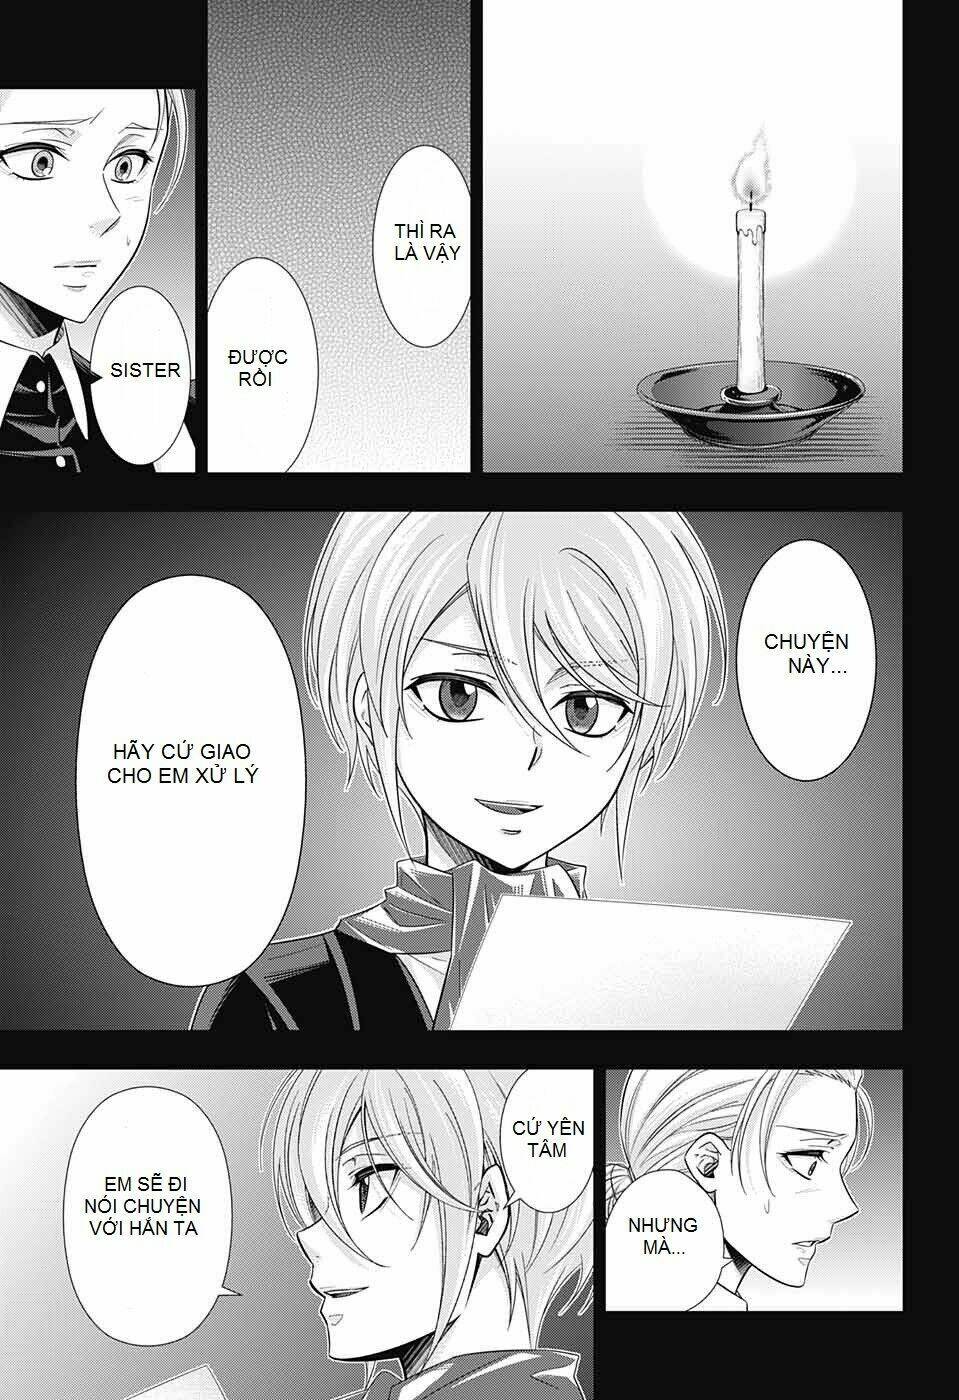 THÌ RA
LÀ VẬY
ĐƯỢC
RỒI
SISTER
CHUYỆN
NÀY...
HÃY CỨ GIAO
CHO EM XỬ LÝ
NHƯNG
MÀ...
CỨ YÊN
TÂM
EM SẼ ĐI
NÓI CHUYỆN
VỚI HẮN TA